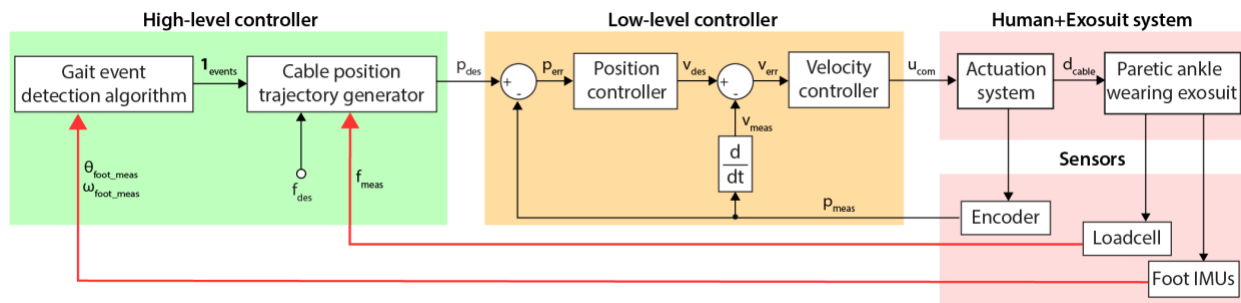 High-level controller
Low-level controller
Human+Exosuit system
Gait event
detection algorithm
1events
Cable position
trajectory generator
pdes
+
-
perr
Position
controller
vdes
+
-
verr
Velocity
controller
ucom
Actuation
system
dcable
Paretic ankle
wearing exosuit
θfoot_meas
ωfoot_meas
fdes
fmeas
vmeas
d
dt
pmeas
Sensors
Encoder
Loadcell
Foot IMUs